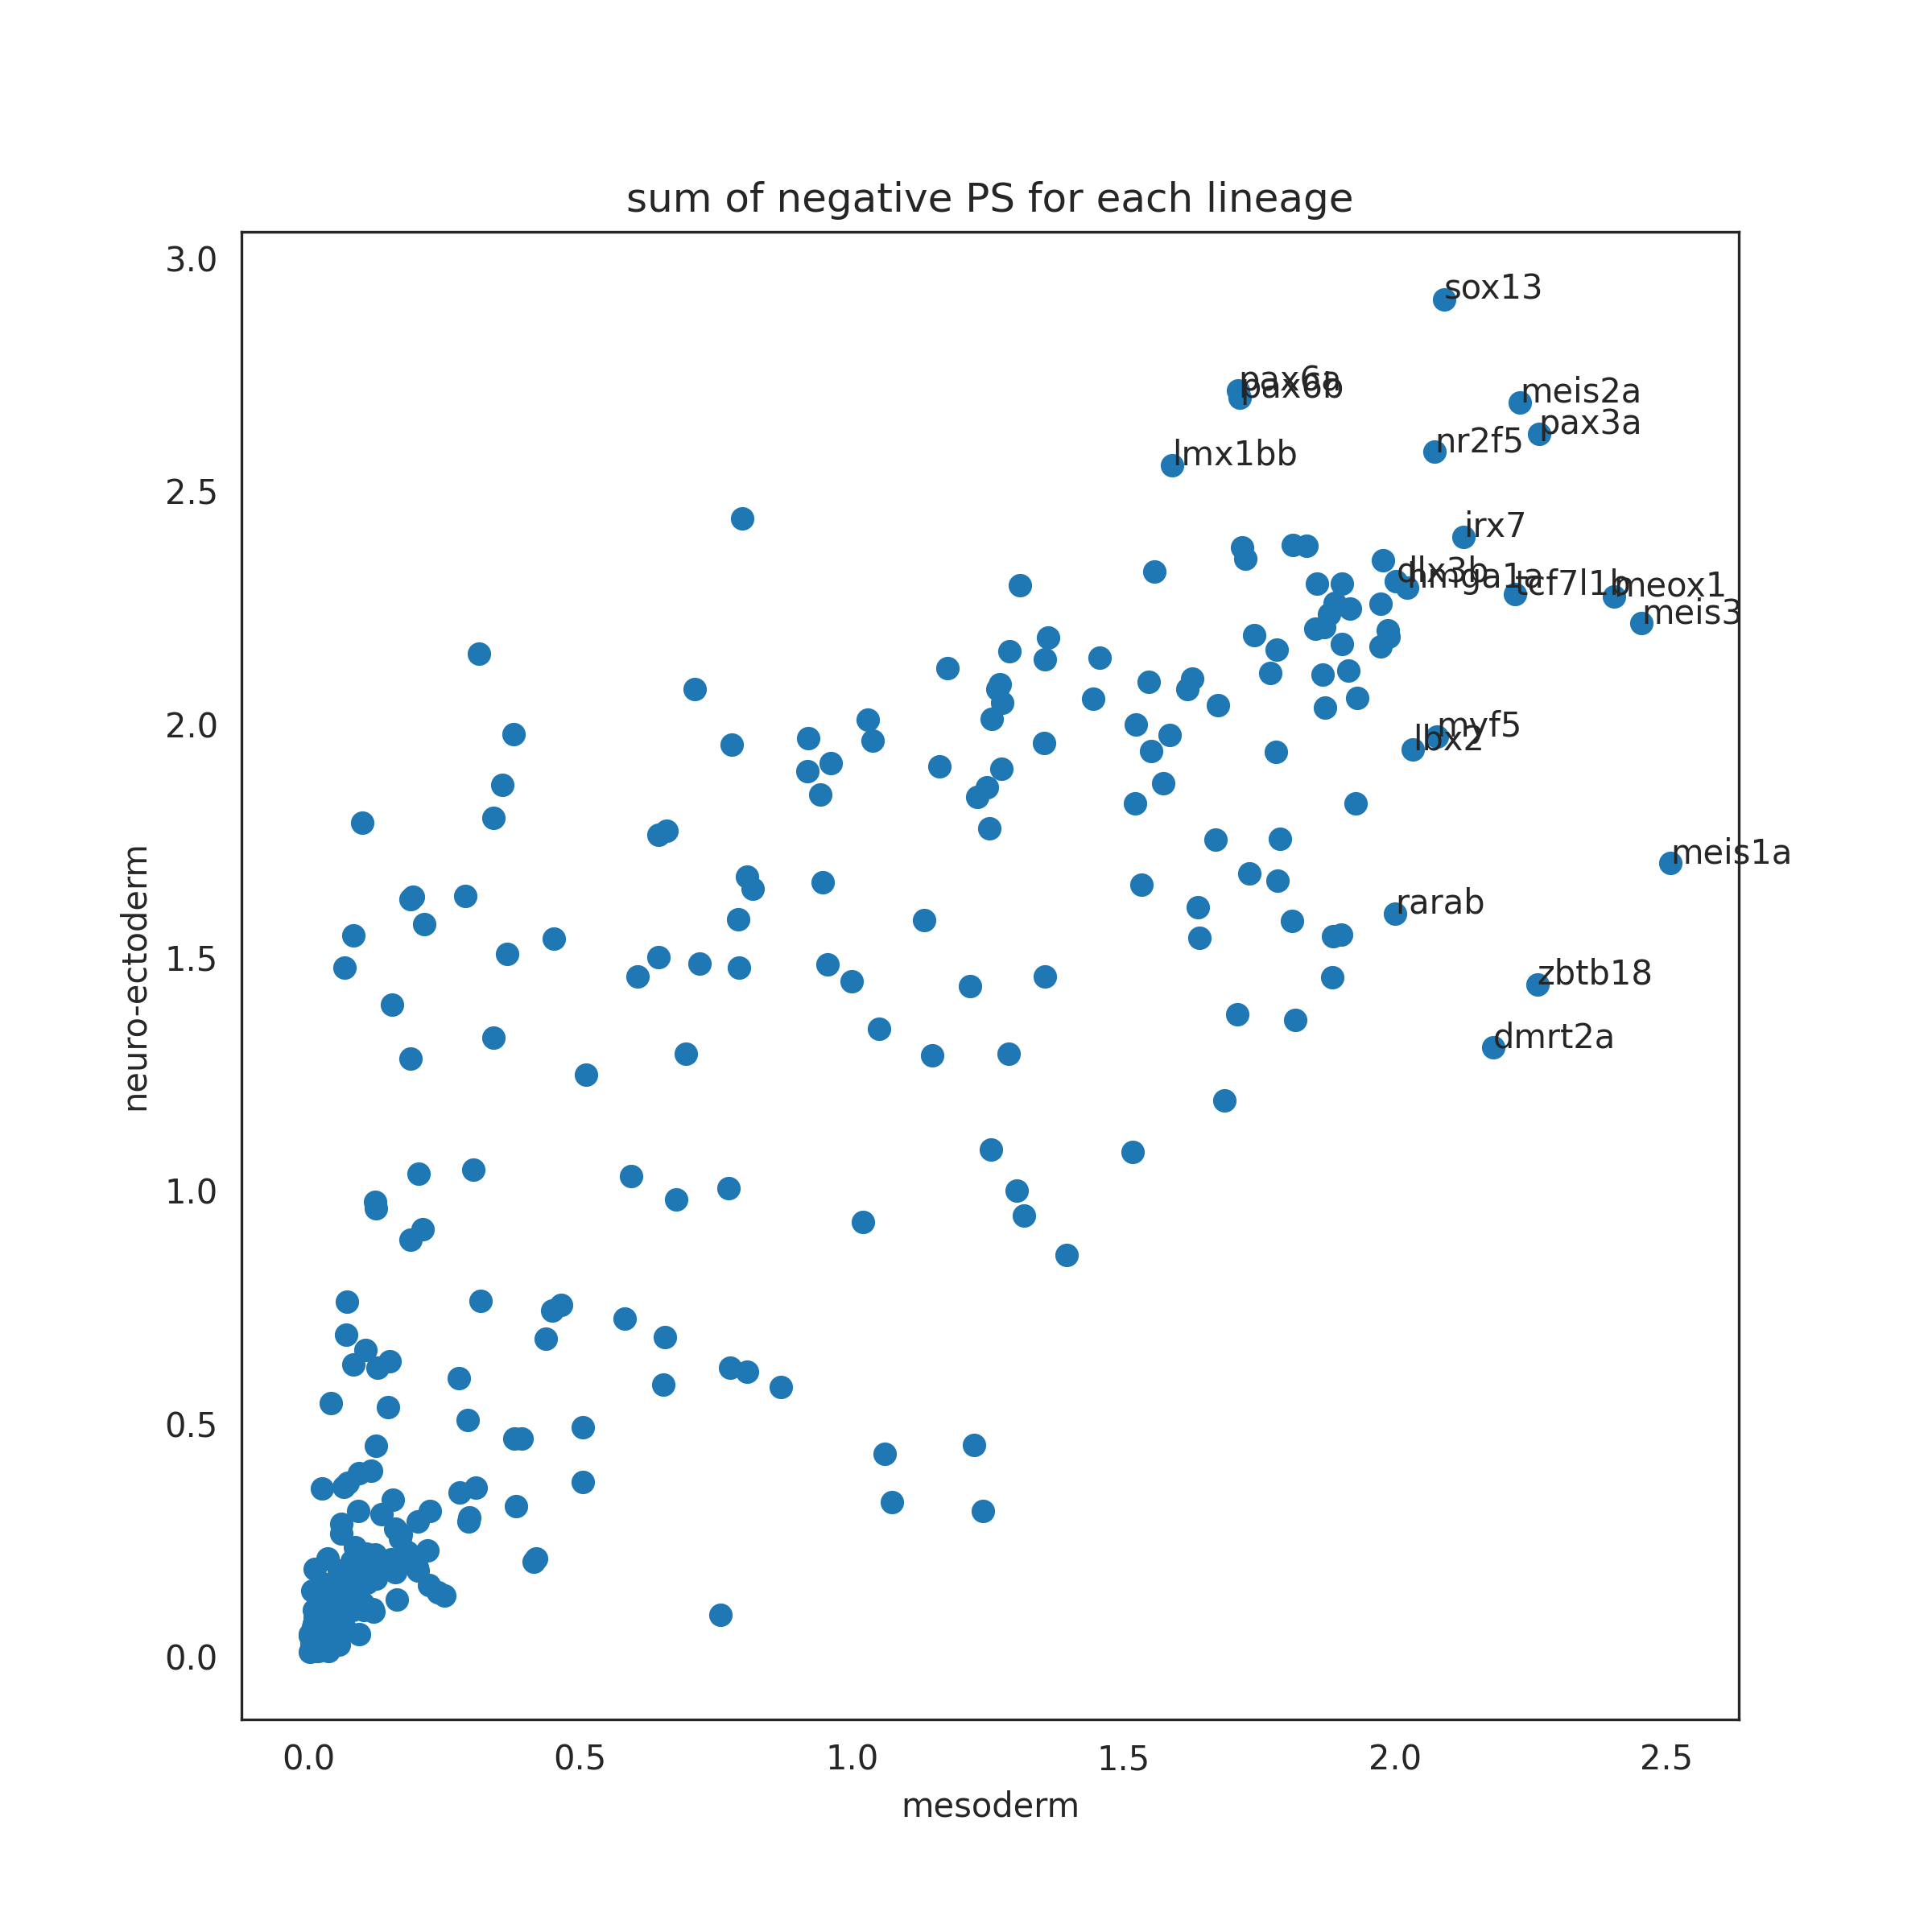 sum of negative PS for each lineage
3.0
sox13
pax6a
pax6b
meis2a
pax3a
nr2f5
lmx1bb
2.5
irx7
dlx3b
hmga1a
tcf7l1b
meox1
meis3
2.0
myf5
lbx2
meis1a
rarab
1.5
zbtb18
dmrt2a
neuro-ectoderm
1.0
0.5
0.0
0.0 0.5 1.0 1.5 2.0 2.5
mesoderm